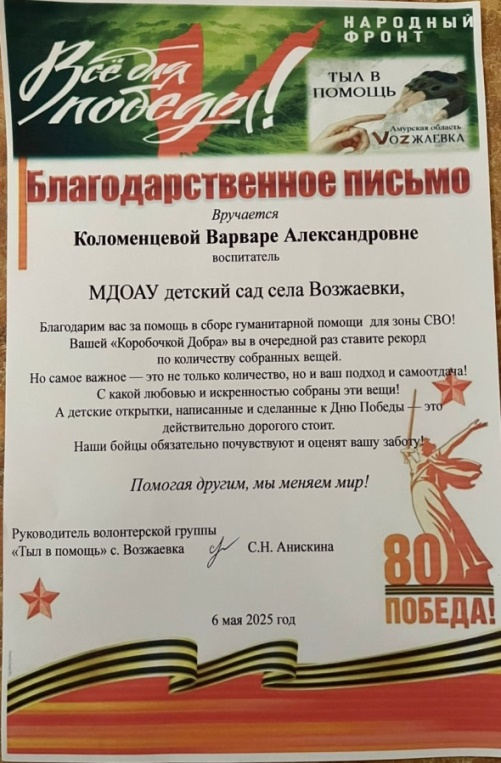 НАРОДНЫЙ
ФРОНТ
Всё для
победы!
ТЫЛ В
ПОМОЩЬ
Амурская область
VOZЖАЕВКА
Благодарственное письмо
Вручается
Коломенцевой Варваре Александровне
воспитатель
МДОАУ детский сад села Возжаевки,
Благодарим вас за помощь в сборе гуманитарной помощи для зоны СВО!
Вашей «Коробочкой Добра» вы в очередной раз ставите рекорд
по количеству собранных вещей.
Но самое важное — это не только количество, но и ваш подход и самоотдача!
С какой любовью и искренностью собраны эти вещи!
А детские открытки, написанные и сделанные к Дню Победы — это
действительно дорогого стоит.
Наши бойцы обязательно почувствуют и оценят вашу заботу!
Помогая другим, мы меняем мир!
Руководитель волонтерской группы
«Тыл в помощь» с. Возжаевка С.Н. Анискина
80
ПОБЕДА!
6 мая 2025 год